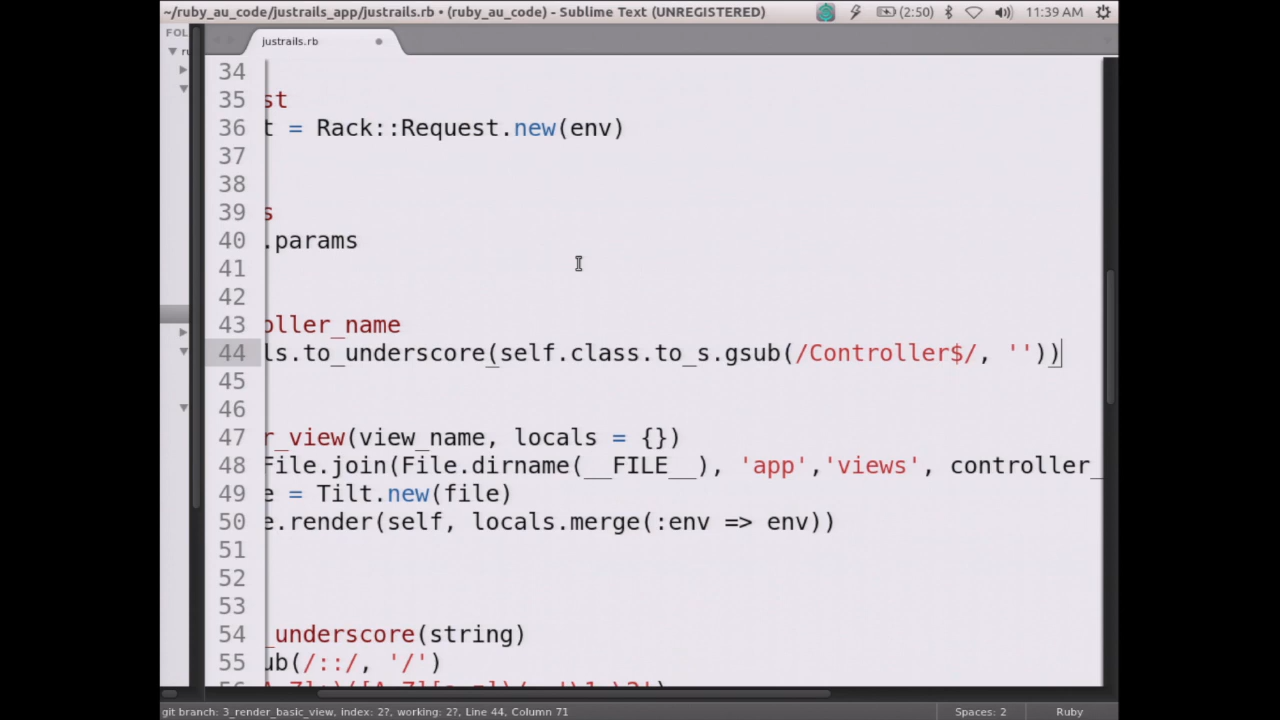 ~/ruby_au_code/justrails_app/justrails.rb • (ruby_au_code) - Sublime Text (UNREGISTERED) (2:50) 11:39 AM
FOL
ru
justrails.rb
34
35 st
36 t = Rack::Request.new(env)
37
38
39 s
40 .params
41
42
43 oller_name
44 ls.to_underscore(self.class.to_s.gsub(/Controller$/, ''))
45
46
47 r_view(view_name, locals = {})
48 File.join(File.dirname(__FILE__), 'app','views', controller_
49 e = Tilt.new(file)
50 e.render(self, locals.merge(:env => env))
51
52
53
54 _underscore(string)
55 ub(/::/, '/')
git branch: 3_render_basic_view, index: 2?, working: 2?, Line 44, Column 71 Spaces: 2 Ruby